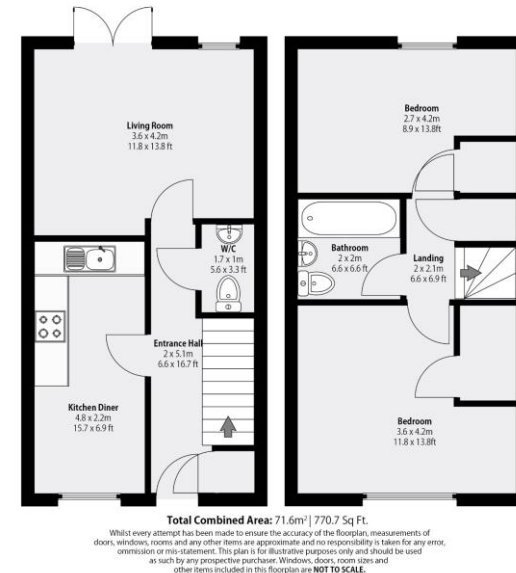 Living Room
3.6 x 4.2m
11.8 x 13.8 ft
W/C
1.7 x 1m
5.6 x 3.3 ft
Entrance Hall
2 x 5.1m
6.6 x 16.7 ft
Kitchen Diner
4.8 x 2.2m
15.7 x 6.9 ft
Bedroom
2.7 x 4.2m
8.9 x 13.8ft
Bathroom
2 x 2m
6.6 x 6.6 ft
Landing
2 x 2.1m
6.6 x 6.9 ft
Bedroom
3.6 x 4.2m
11.8 x 13.8ft
Total Combined Area: 71.6m² | 770.7 Sq Ft.
Whilst every attempt has been made to ensure the accuracy of the floorplan, measurements of
doors, windows, rooms and any other items are approximate and no responsibility is taken for any error,
ommission or mis-statement. This plan is for illustrative purposes only and should be used
as such by any prospective purchaser. Windows, doors, room sizes and
other items included in this floorplan are NOT TO SCALE.